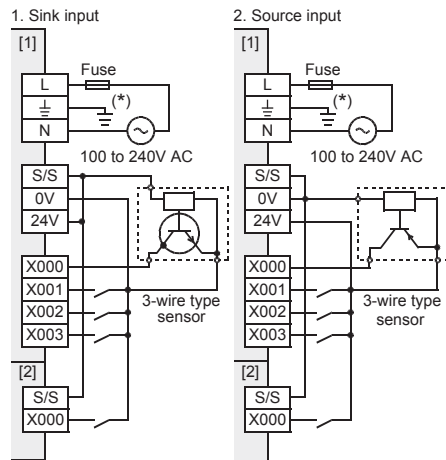 1. Sink input
[1]
L
Fuse
(*)
N
100 to 240V AC
S/S
0V
24V
X000
X001
X002
X003
3-wire type
sensor
[2]
S/S
X000
2. Source input
[1]
L
Fuse
(*)
N
100 to 240V AC
S/S
0V
24V
X000
X001
X002
X003
3-wire type
sensor
[2]
S/S
X000